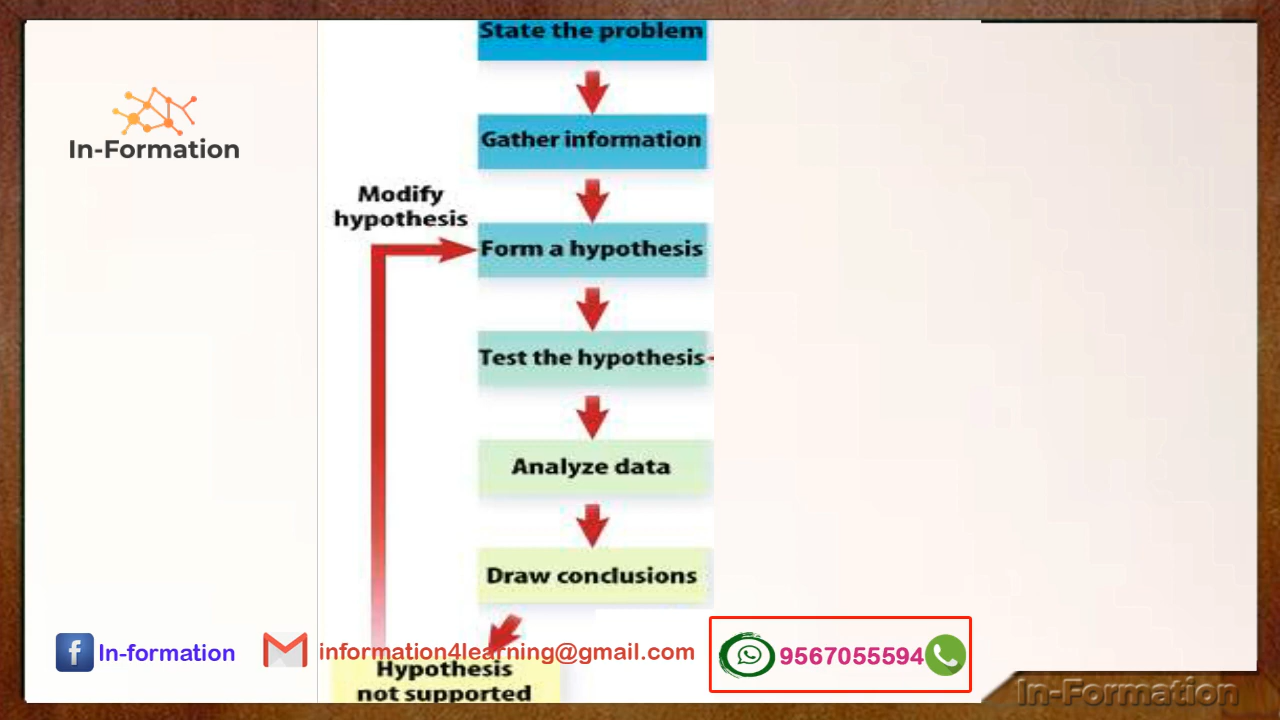 State the problem
Gather information
In-Formation
Modify
hypothesis
Form a hypothesis
Test the hypothesis
Analyze data
Draw conclusions
In-formation
information4learning@gmail.com
9567055594
Hypothesis
not supported
In-Formation